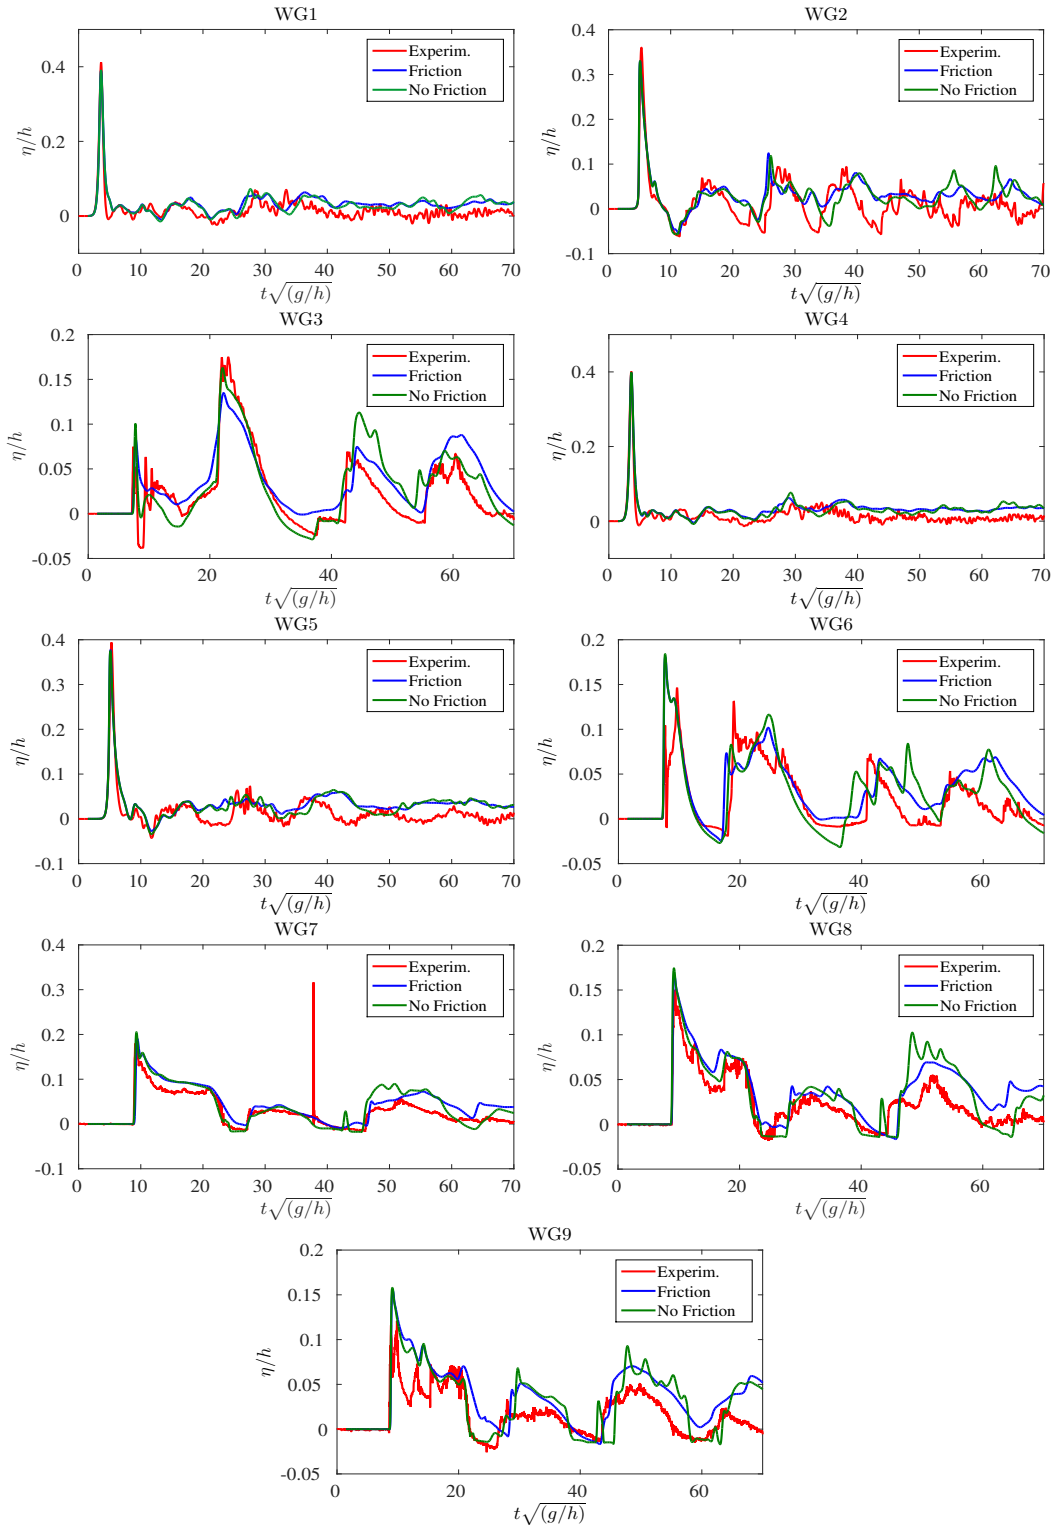 WG1
Experim.
Friction
No Friction
η/h
0.4
0.2
0
0 10 20 30 40 50 60 70
t√(g/h)
WG2
Experim.
Friction
No Friction
η/h
0.4
0.3
0.2
0.1
0
-0.1
0 10 20 30 40 50 60 70
t√(g/h)
WG3
Experim.
Friction
No Friction
η/h
0.2
0.15
0.1
0.05
0
-0.05
0 20 40 60
t√(g/h)
WG4
Experim.
Friction
No Friction
η/h
0.4
0.2
0
0 10 20 30 40 50 60 70
t√(g/h)
WG5
Experim.
Friction
No Friction
η/h
0.4
0.3
0.2
0.1
0
-0.1
0 10 20 30 40 50 60 70
t√(g/h)
WG6
Experim.
Friction
No Friction
η/h
0.2
0.15
0.1
0.05
0
-0.05
0 20 40 60
t√(g/h)
WG7
Experim.
Friction
No Friction
η/h
0.4
0.3
0.2
0.1
0
-0.1
0 10 20 30 40 50 60 70
t√(g/h)
WG8
Experim.
Friction
No Friction
η/h
0.2
0.15
0.1
0.05
0
-0.05
0 20 40 60
t√(g/h)
WG9
Experim.
Friction
No Friction
η/h
0.2
0.15
0.1
0.05
0
-0.05
0 20 40 60
t√(g/h)